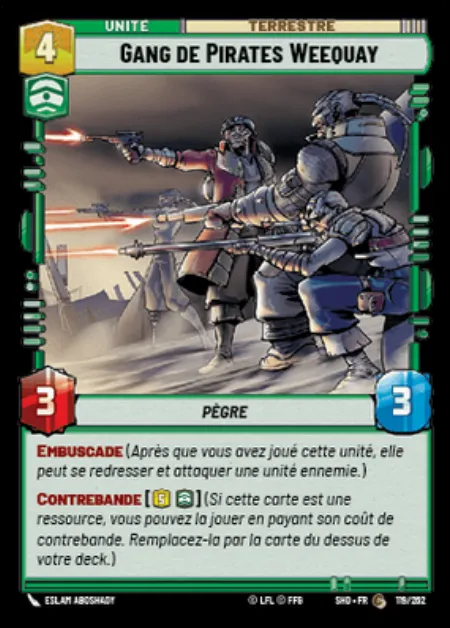 UNITÉ
TERRESTRE
4
GANG DE PIRATES WEEQUAY
3
PÈGRE
3
EMBUSCADE (Après que vous avez joué cette unité, elle
peut se redresser et attaquer une unité ennemie.)
CONTREBANDE [5] (Si cette carte est une
ressource, vous pouvez la jouer en payant son coût de
contrebande. Remplacez-la par la carte du dessus de
votre deck.)
ESLAM ABOSHADY
© LFL © FFG
SHD • FR
C
119/262